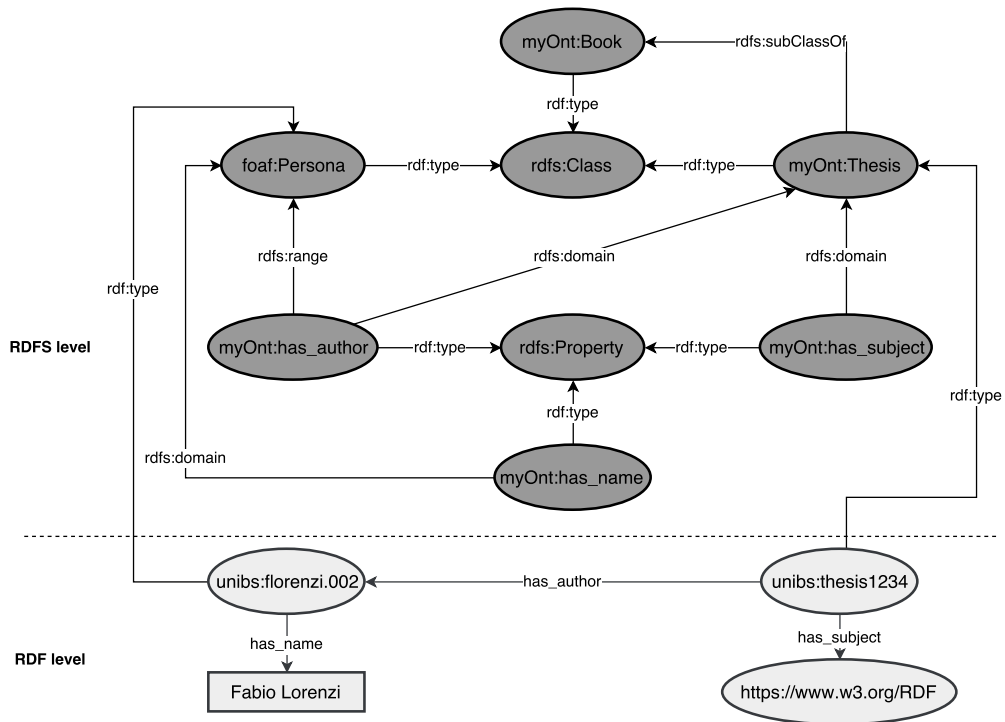 myOnt:Book
rdfs:subClassOf
rdf:type
foaf:Persona
rdf:type
rdfs:Class
rdf:type
myOnt:Thesis
rdfs:range
rdfs:domain
rdfs:domain
rdf:type
RDFS level
myOnt:has_author
rdf:type
rdfs:Property
rdf:type
myOnt:has_subject
rdf:type
rdf:type
rdfs:domain
myOnt:has_name
unibs:florenzi.002
has_author
unibs:thesis1234
has_name
has_subject
RDF level
Fabio Lorenzi
https://www.w3.org/RDF